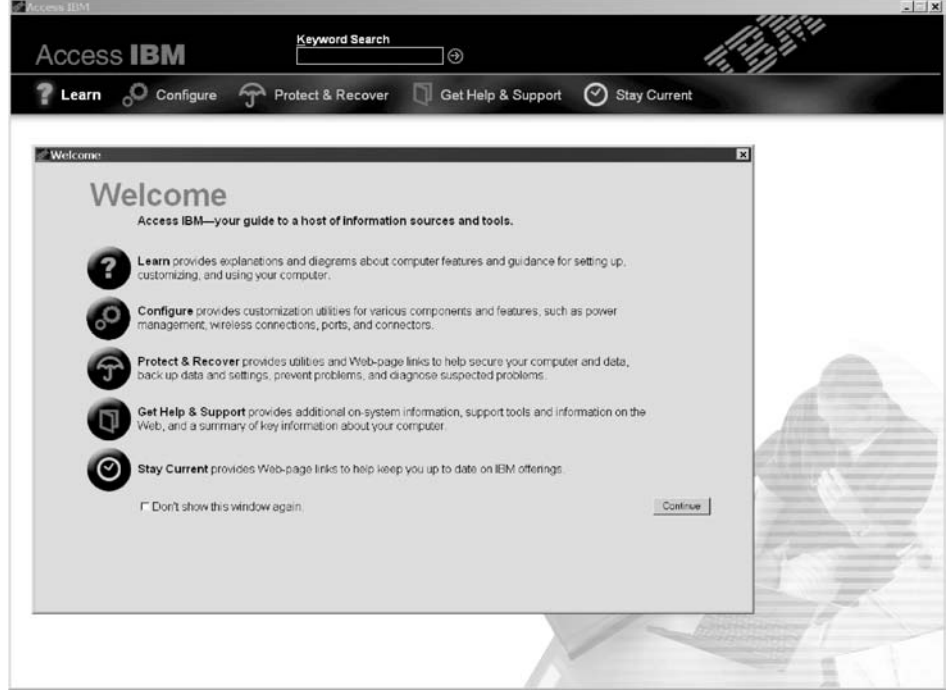 Access IBM
Keyword Search
Access IBM
IBM
Learn Configure Protect & Recover Get Help & Support Stay Current
Welcome
Welcome
Access IBM—your guide to a host of information sources and tools.
Learn provides explanations and diagrams about computer features and guidance for setting up,
customizing, and using your computer.
Configure provides customization utilities for various components and features, such as power
management, wireless connections, ports, and connectors.
Protect & Recover provides utilities and Web-page links to help secure your computer and data,
back up data and settings, prevent problems, and diagnose suspected problems.
Get Help & Support provides additional on-system information, support tools and information on the
Web, and a summary of key information about your computer.
Stay Current provides Web-page links to help keep you up to date on IBM offerings.
Don't show this window again.
Continue